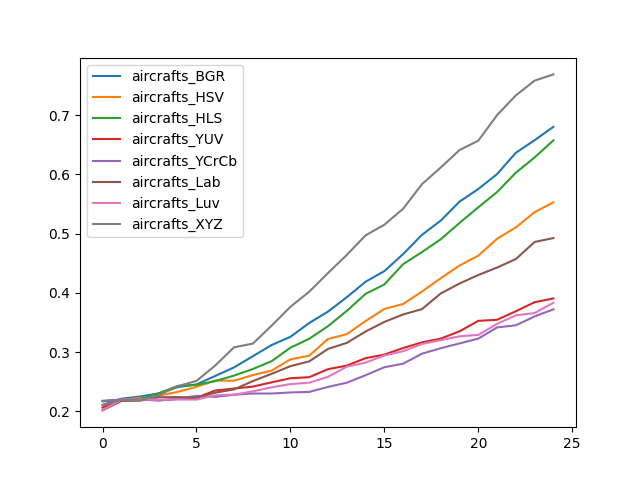 aircrafts_BGR
aircrafts_HSV
aircrafts_HLS
aircrafts_YUV
aircrafts_YCrCb
aircrafts_Lab
aircrafts_Luv
aircrafts_XYZ
0.7
0.6
0.5
0.4
0.3
0.2
0 5 10 15 20 25